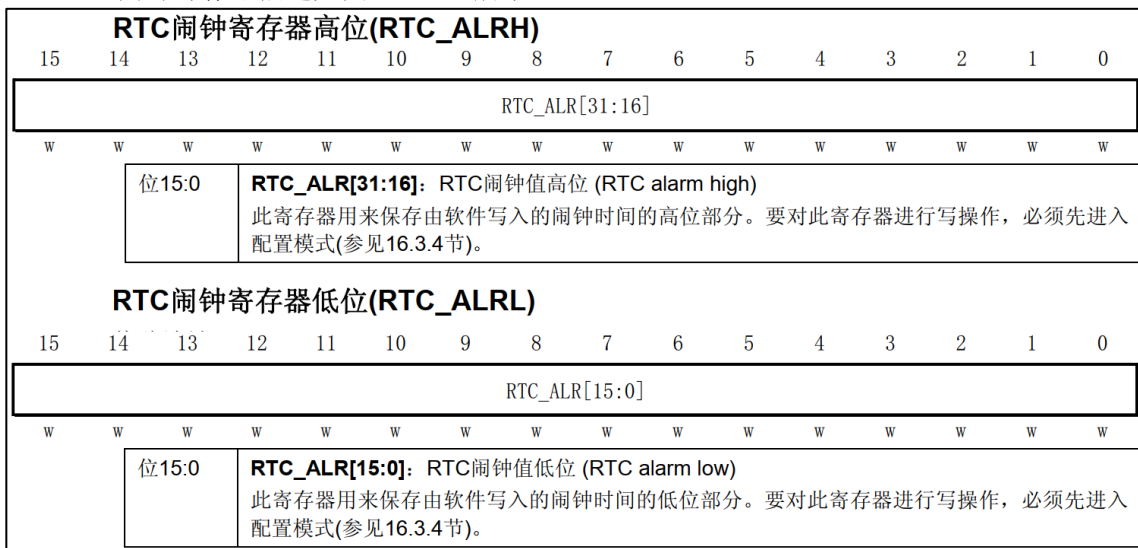 RTC闹钟寄存器高位(RTC_ALRH)
15 14 13 12 11 10 9 8 7 6 5 4 3 2 1 0
RTC_ALR[31:16]
w w w w w w w w w w w w w w w w
位15:0 RTC_ALR[31:16]：RTC闹钟值高位 (RTC alarm high)
此寄存器用来保存由软件写入的闹钟时间的高位部分。要对此寄存器进行写操作，必须先进入
配置模式(参见16.3.4节)。
RTC闹钟寄存器低位(RTC_ALRL)
15 14 13 12 11 10 9 8 7 6 5 4 3 2 1 0
RTC_ALR[15:0]
w w w w w w w w w w w w w w w w
位15:0 RTC_ALR[15:0]：RTC闹钟值低位 (RTC alarm low)
此寄存器用来保存由软件写入的闹钟时间的低位部分。要对此寄存器进行写操作，必须先进入
配置模式(参见16.3.4节)。